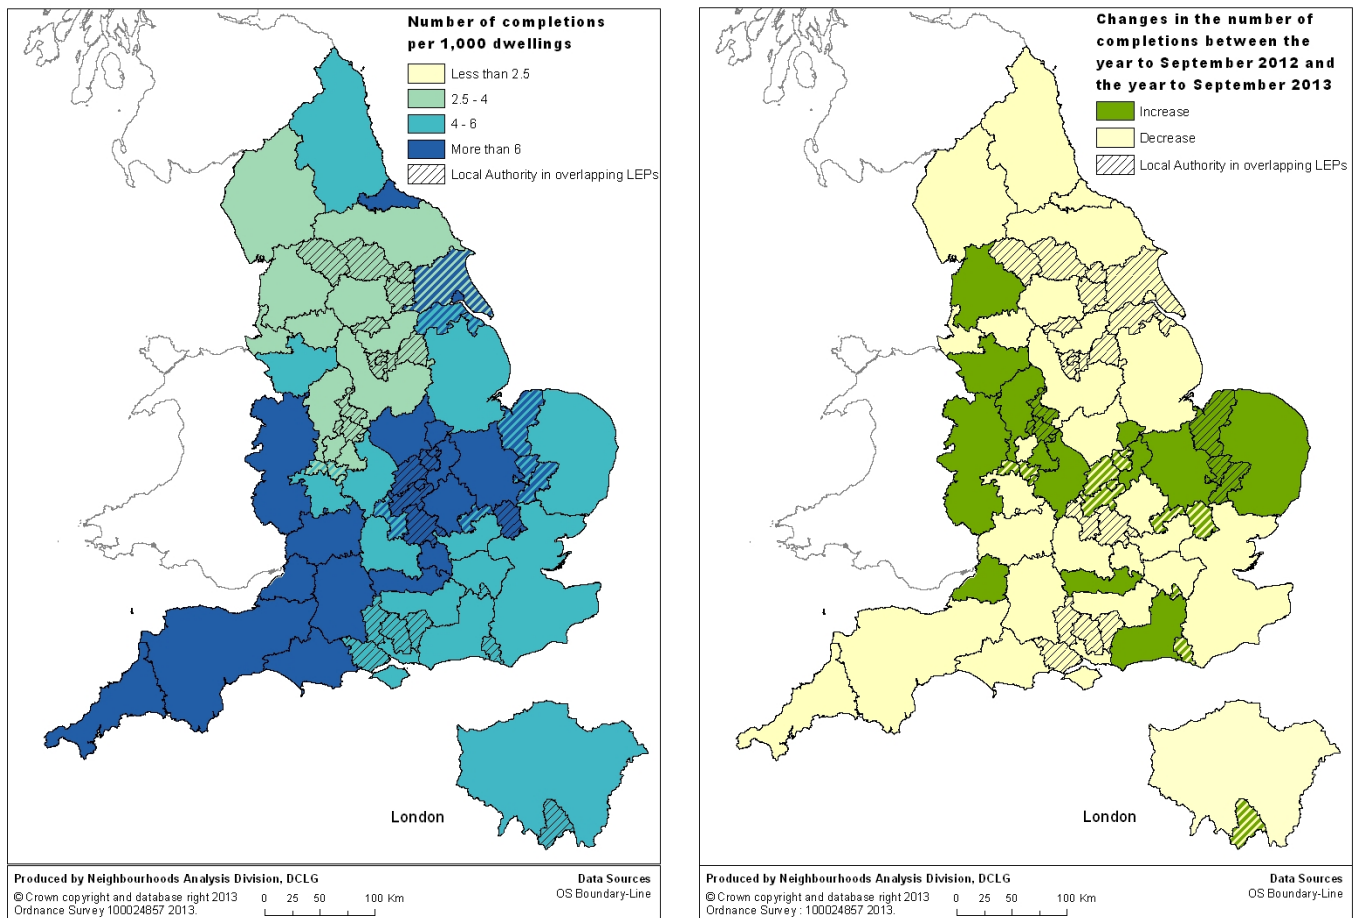 Number of completions
per 1,000 dwellings
Less than 2.5
2.5 - 4
4 - 6
More than 6
Local Authority in overlapping LEPs
London
Produced by Neighbourhoods Analysis Division, DCLG
Data Sources
© Crown copyright and database right 2013
OS Boundary-Line
Ordnance Survey 100024857 2013.
0 25 50 100 Km
Changes in the number of
completions between the
year to September 2012 and
the year to September 2013
Increase
Decrease
Local Authority in overlapping LEPs
London
Produced by Neighbourhoods Analysis Division, DCLG
Data Sources
© Crown copyright and database right 2013
OS Boundary-Line
Ordnance Survey : 100024857 2013.
0 25 50 100 Km